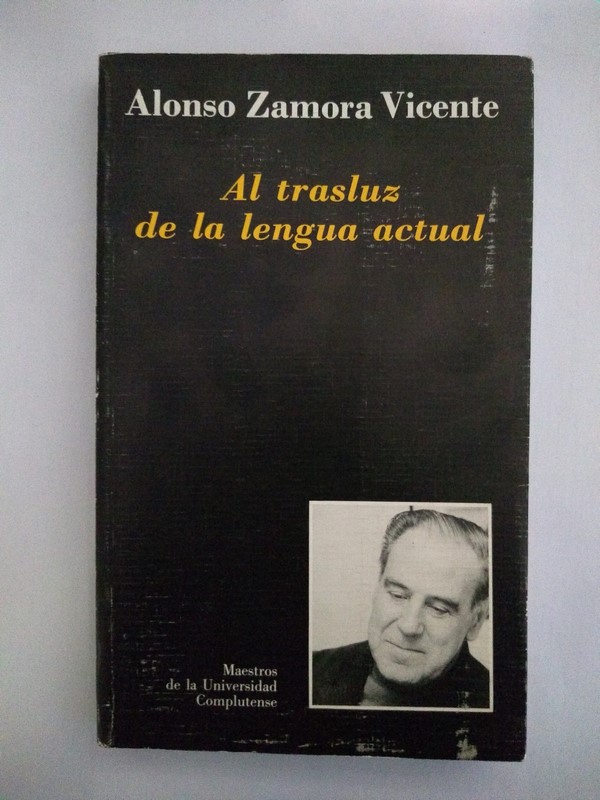 Alonso Zamora Vicente
Al trasluz
de la lengua actual
Maestros
de la Universidad
Complutense